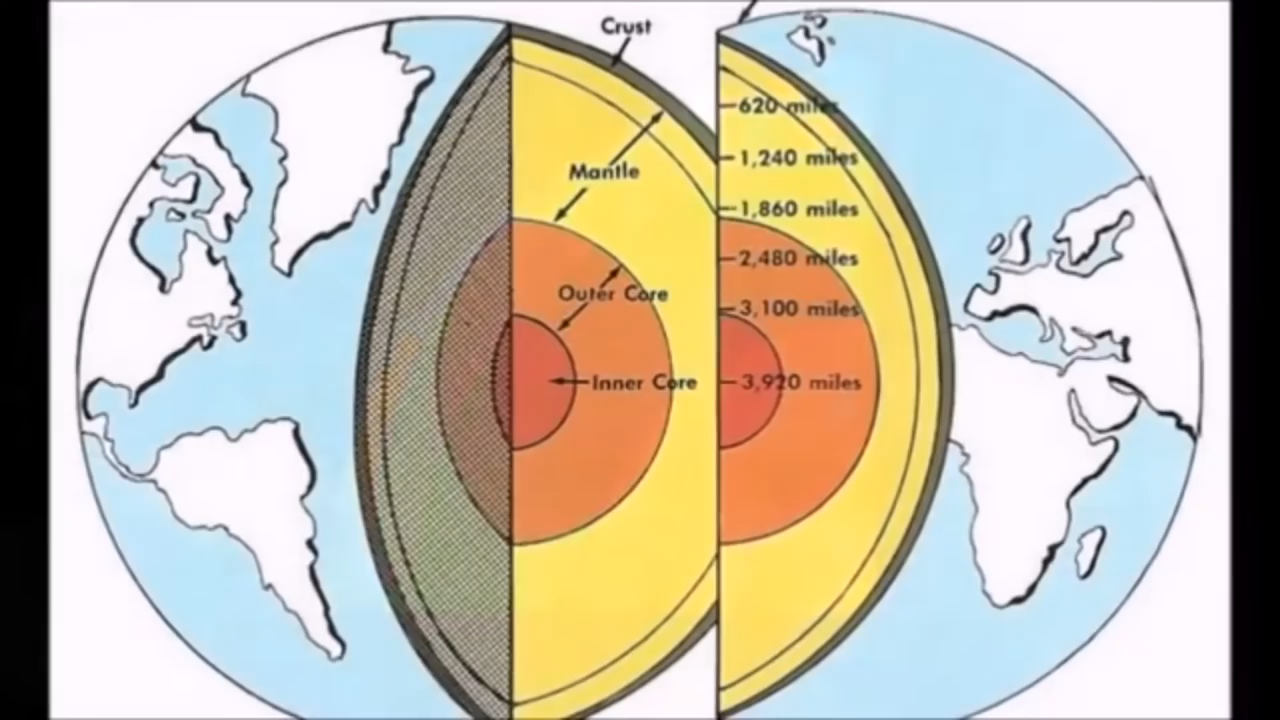 Crust
Mantle
Outer Core
Inner Core
620 miles
1,240 miles
1,860 miles
2,480 miles
3,100 miles
3,920 miles